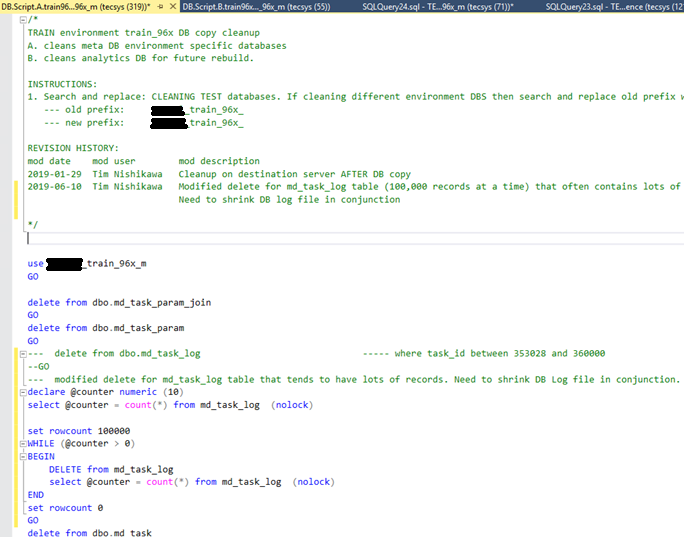 DB.Script.A.train96...96x_m (tecsys (319))* DB.Script.B.train96x..._96x_m (tecsys (55)) SQLQuery24.sql - TE...96x_m (tecsys (71))* SQLQuery23.sql - TE...ence (tecsys (12
/*
TRAIN environment train_96x DB copy cleanup
A. cleans meta DB environment specific databases
B. cleans analytics DB for future rebuild.
INSTRUCTIONS:
1. Search and replace: CLEANING TEST databases. If cleaning different environment DBS then search and replace old prefix w
--- old prefix: _train_96x_
--- new prefix: _train_96x_
REVISION HISTORY:
mod date mod user mod description
2019-01-29 Tim Nishikawa Cleanup on destination server AFTER DB copy
2019-06-10 Tim Nishikawa Modified delete for md_task_log table (100,000 records at a time) that often contains lots of
Need to shrink DB log file in conjunction
*/
use _train_96x_m
GO
delete from dbo.md_task_param_join
GO
delete from dbo.md_task_param
GO
--- delete from dbo.md_task_log ----- where task_id between 353028 and 360000
--GO
--- modified delete for md_task_log table that tends to have lots of records. Need to shrink DB Log file in conjunction.
declare @counter numeric (10)
select @counter = count(*) from md_task_log (nolock)
set rowcount 100000
WHILE (@counter > 0)
BEGIN
DELETE from md_task_log
select @counter = count(*) from md_task_log (nolock)
END
set rowcount 0
GO
delete from dbo.md_task